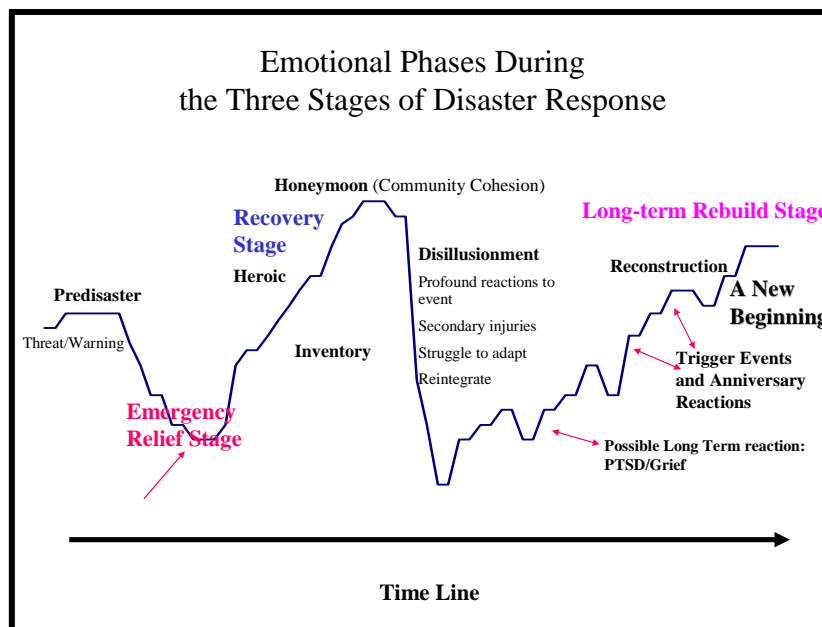 Emotional Phases During
the Three Stages of Disaster Response
Honeymoon (Community Cohesion)
Recovery
Stage
Long-term Rebuild Stage
Heroic
Disillusionment
Profound reactions to
event
Secondary injuries
Struggle to adapt
Reintegrate
Reconstruction
A New
Beginning
Predisaster
Threat/Warning
Inventory
Trigger Events
and Anniversary
Reactions
Emergency
Relief Stage
Possible Long Term reaction:
PTSD/Grief
Time Line